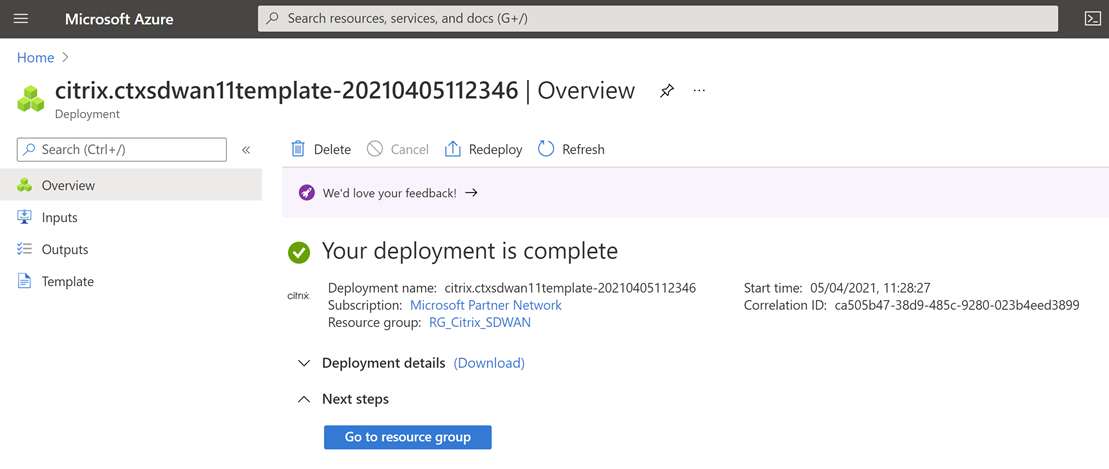 Microsoft Azure
Search resources, services, and docs (G+/)
Home
citrix.ctxsdwan11template-20210405112346 | Overview
Deployment
Search (Ctrl+/)
Delete
Cancel
Redeploy
Refresh
Overview
Inputs
Outputs
Template
We'd love your feedback!
Your deployment is complete
citrix
Deployment name: citrix.ctxsdwan11template-20210405112346
Subscription: Microsoft Partner Network
Resource group: RG_Citrix_SDWAN
Start time: 05/04/2021, 11:28:27
Correlation ID: ca505b47-38d9-485c-9280-023b4eed3899
Deployment details (Download)
Next steps
Go to resource group